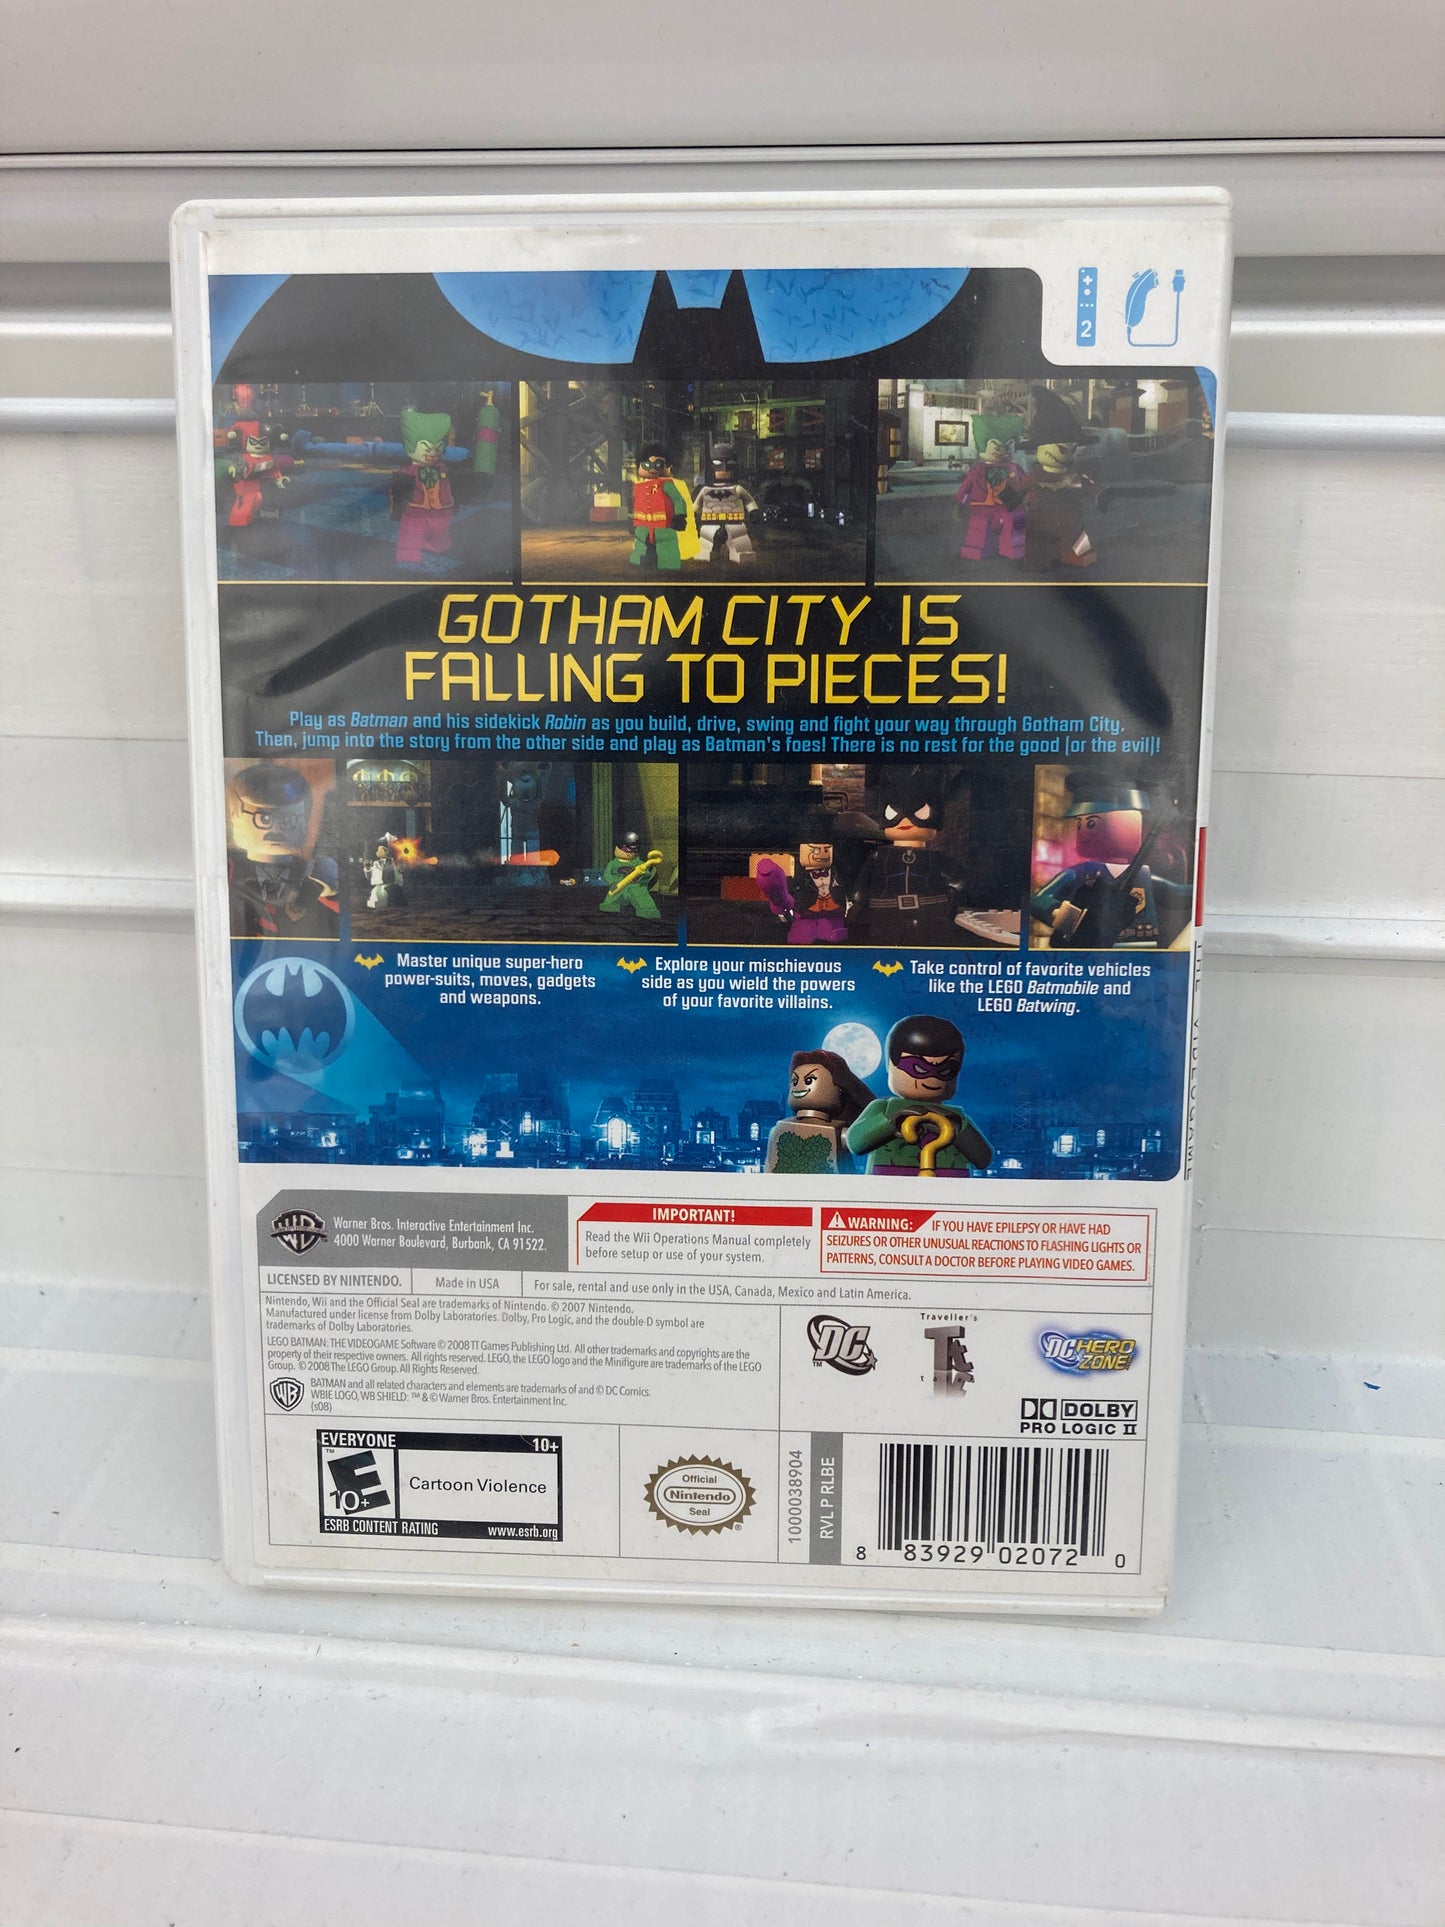 2
GOTHAM CITY IS
FALLING TO PIECES!
Play as Batman and his sidekick Robin as you build, drive, swing and fight your way through Gotham City.
Then, jump into the story from the other side and play as Batman's foes! There is no rest for the good (or the evil)!
Master unique super-hero
power-suits, moves, gadgets
and weapons.
Explore your mischievous
side as you wield the powers
of your favorite villains.
Take control of favorite vehicles
like the LEGO Batmobile and
LEGO Batwing.
THE VIDEOGAME
Warner Bros. Interactive Entertainment Inc.
4000 Warner Boulevard, Burbank, CA 91522.
IMPORTANT!
Read the Wii Operations Manual completely
before setup or use of your system.
WARNING: IF YOU HAVE EPILEPSY OR HAVE HAD
SEIZURES OR OTHER UNUSUAL REACTIONS TO FLASHING LIGHTS OR
PATTERNS, CONSULT A DOCTOR BEFORE PLAYING VIDEO GAMES.
LICENSED BY NINTENDO.
Made in USA
For sale, rental and use only in the USA, Canada, Mexico and Latin America.
Nintendo, Wii and the Official Seal are trademarks of Nintendo. © 2007 Nintendo.
Manufactured under license from Dolby Laboratories. Dolby, Pro Logic, and the double-D symbol are
trademarks of Dolby Laboratories.
LEGO BATMAN: THE VIDEOGAME Software © 2008 TT Games Publishing Ltd. All other trademarks and copyrights are the
property of their respective owners. All rights reserved. LEGO, the LEGO logo and the Minifigure are trademarks of the LEGO
Group. © 2008 The LEGO Group. All Rights Reserved.
BATMAN and all related characters and elements are trademarks of and © DC Comics.
WBIE LOGO, WB SHIELD: ™ & © Warner Bros. Entertainment Inc.
(s08)
DC
TM
Traveller's
Tt
tales
DC HERO
ZONE
DOLBY
PRO LOGIC II
EVERYONE 10+
E
10+
Cartoon Violence
ESRB CONTENT RATING www.esrb.org
Official
Nintendo
Seal
®
1000038904
RVL P RLBE
8 83929 02072 0